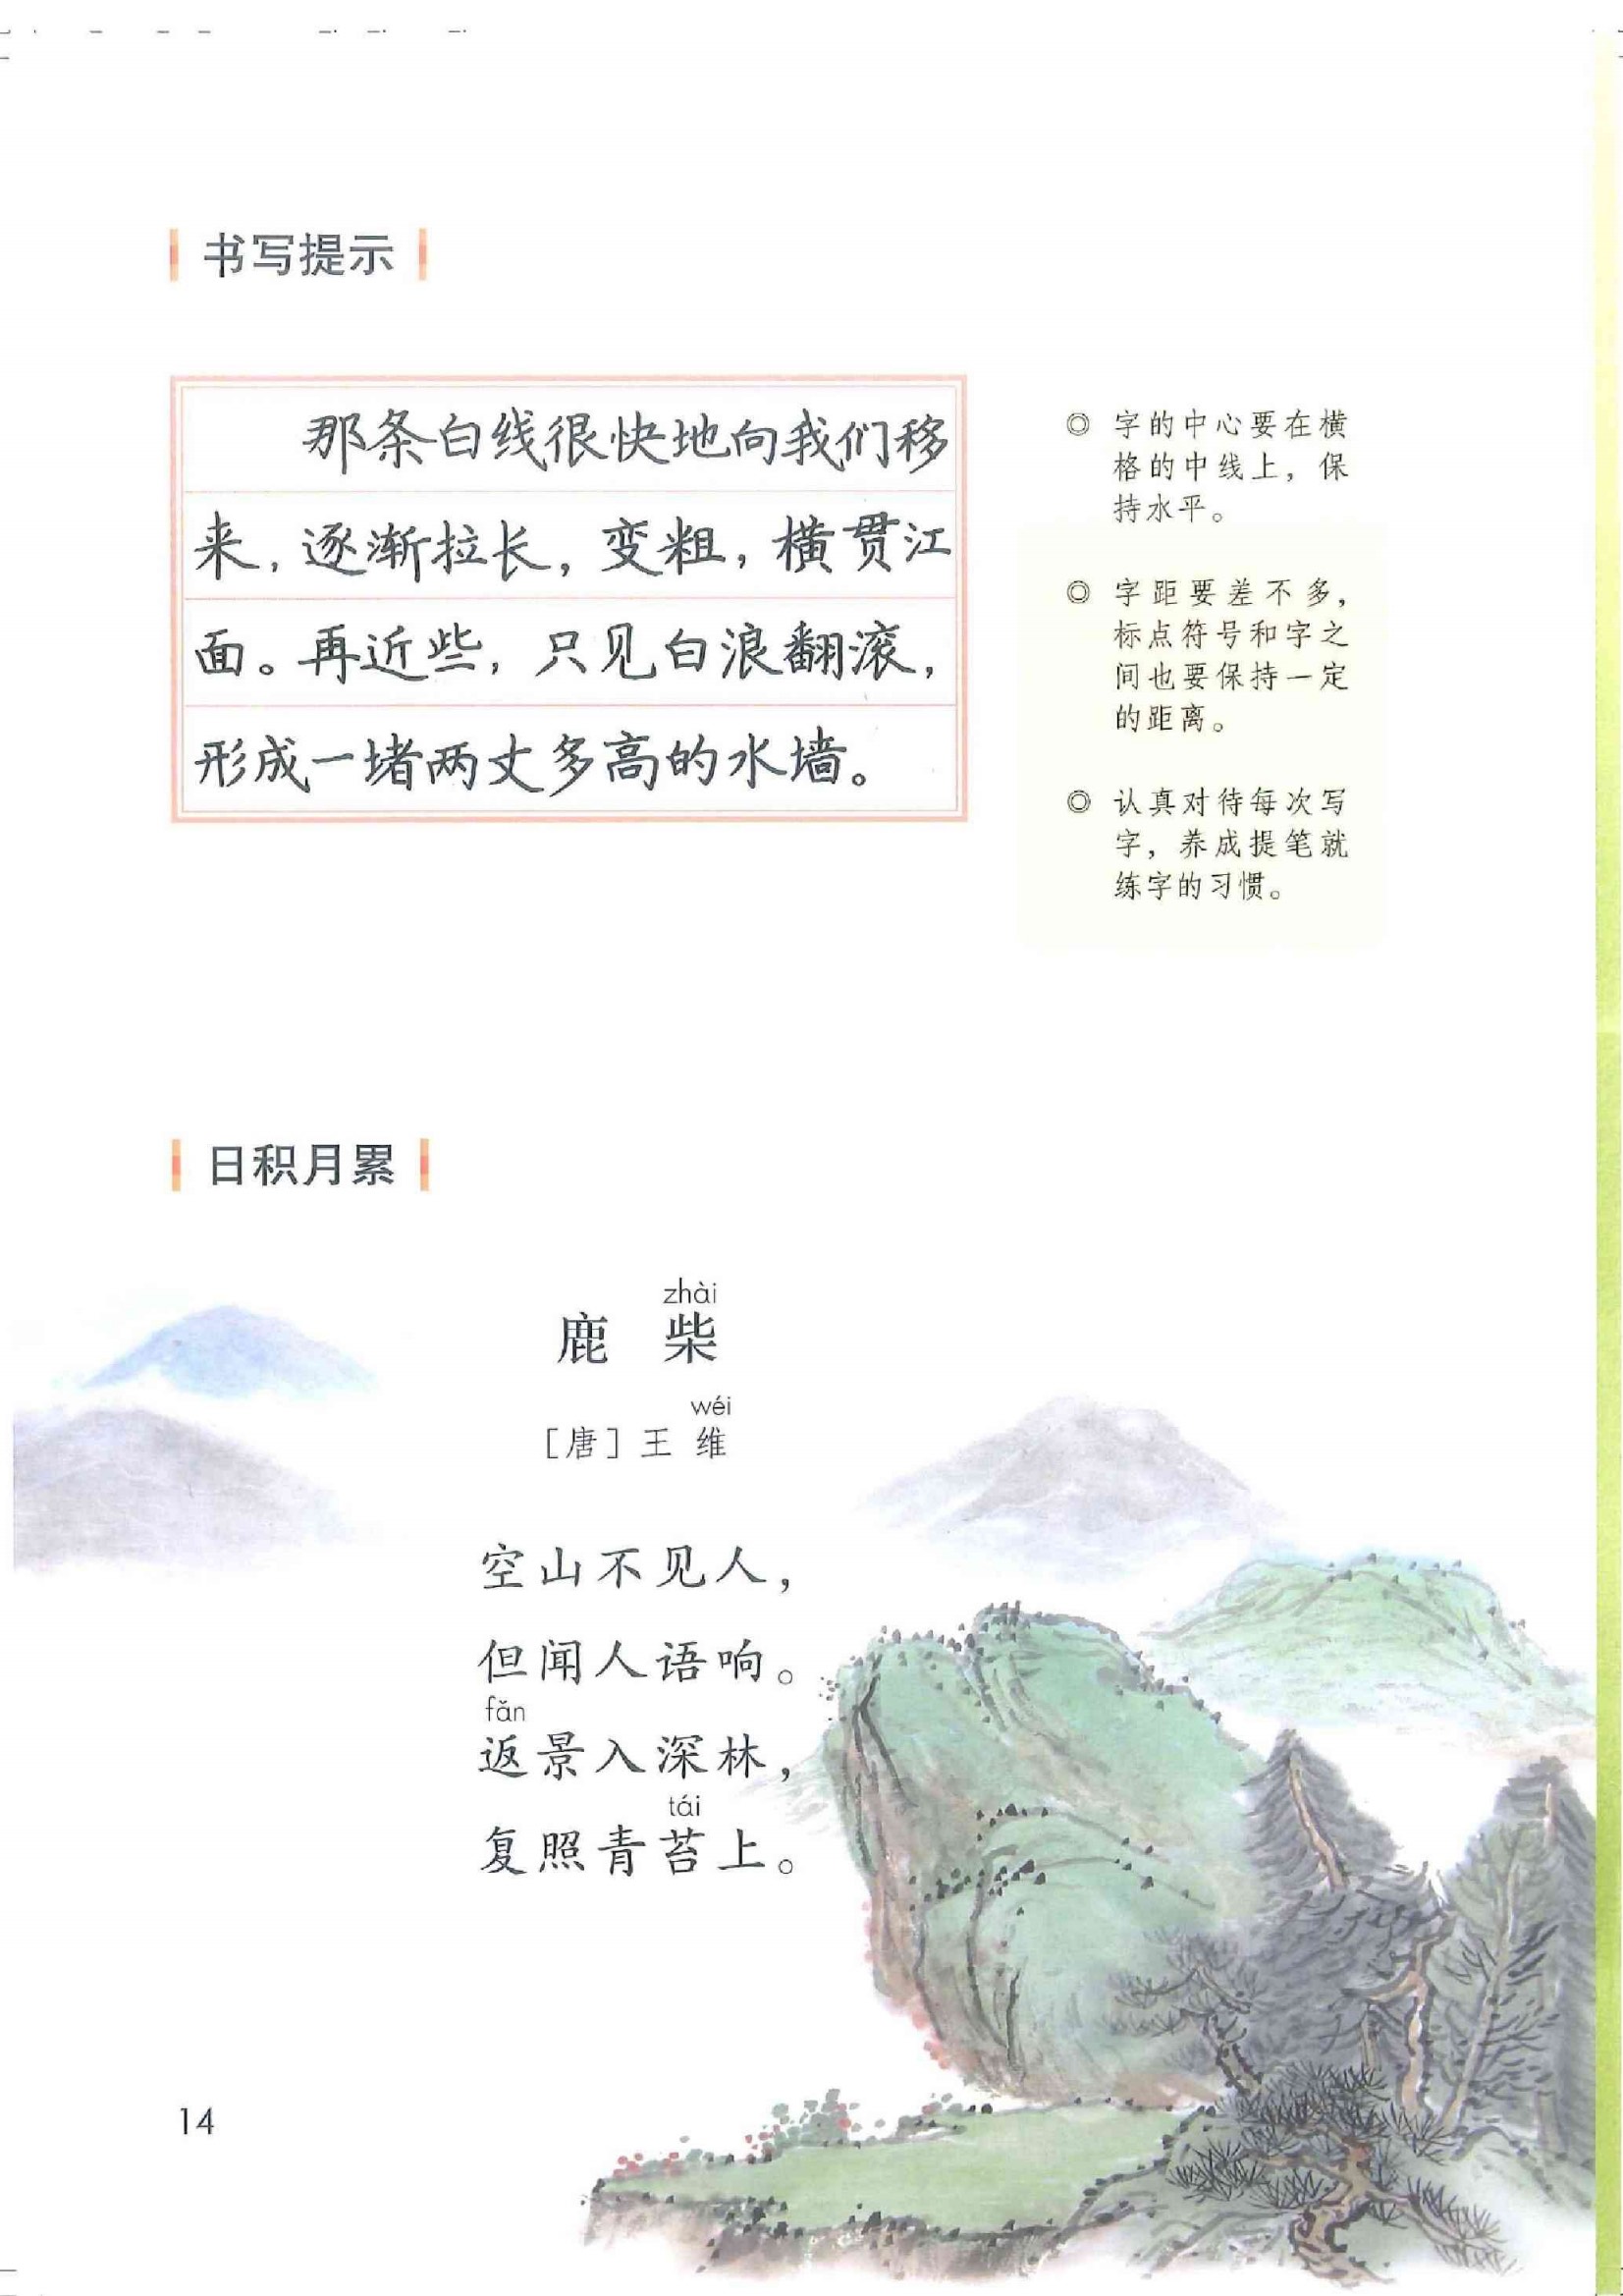 书写提示
那条白线很快地向我们移
来，逐渐拉长，变粗，横贯江
面。再近些，只见白浪翻滚，
形成一堵两丈多高的水墙。
◎ 字的中心要在横
格的中线上，保
持水平。
◎ 字距要差不多，
标点符号和字之
间也要保持一定
的距离。
◎ 认真对待每次写
字，养成提笔就
练字的习惯。
日积月累
zhài
鹿 柴
wéi
［唐］王 维
空山不见人，
但闻人语响。
fǎn
返景入深林，
tái
复照青苔上。
14